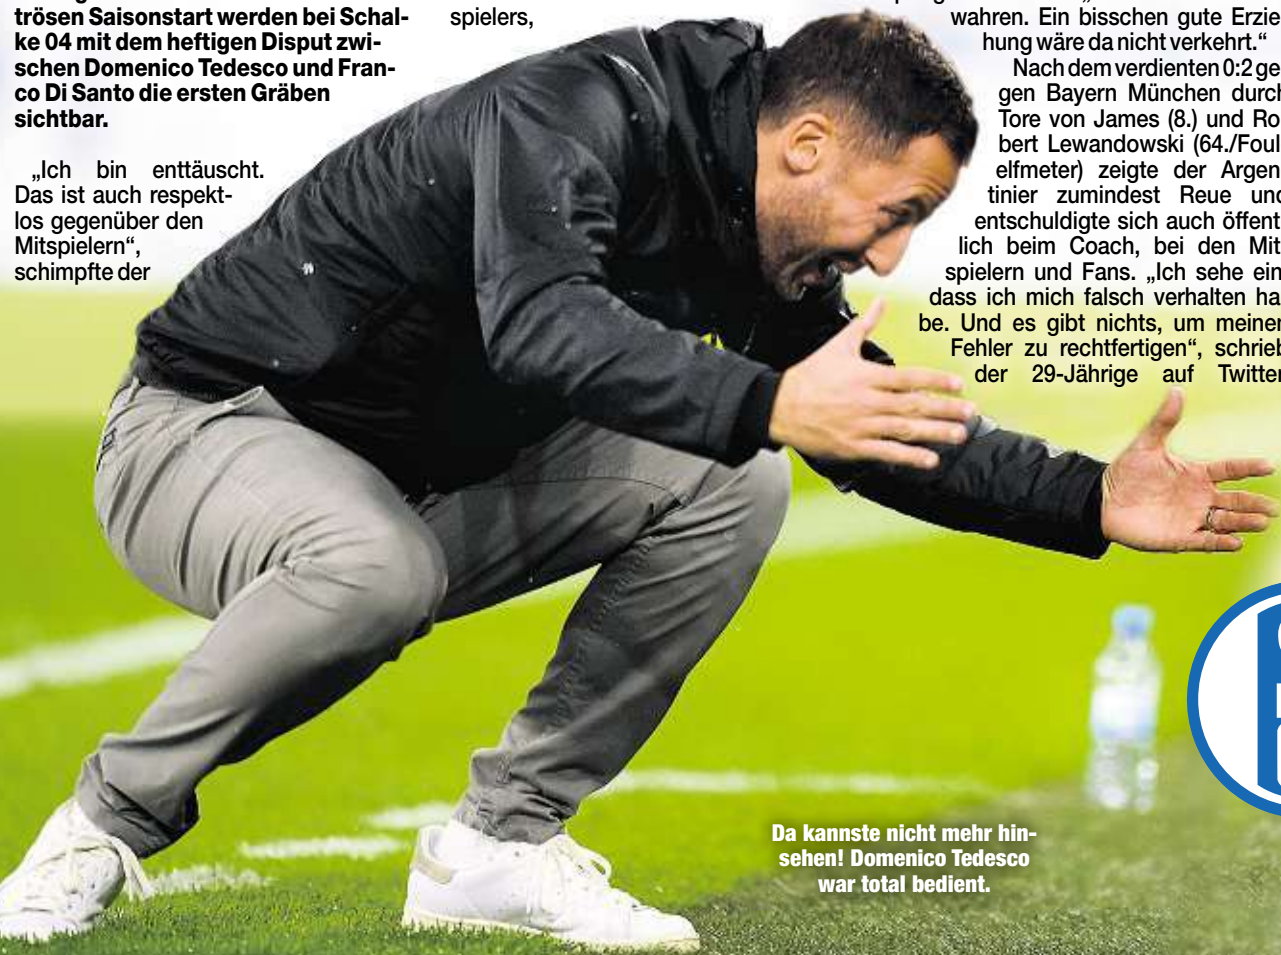 trösen Saisonstart werden bei Schal-
ke 04 mit dem heftigen Disput zwi-
schen Domenico Tedesco und Fran-
co Di Santo die ersten Gräben
sichtbar.
„Ich bin enttäuscht.
Das ist auch respekt-
los gegenüber den
Mitspielern“,
schimpfte der
spielers,
wahren. Ein bisschen gute Erzie-
hung wäre da nicht verkehrt.“
Nach dem verdienten 0:2 ge-
gen Bayern München durch
Tore von James (8.) und Ro-
bert Lewandowski (64./Foul-
elfmeter) zeigte der Argen-
tinier zumindest Reue und
entschuldigte sich auch öffent-
lich beim Coach, bei den Mit-
spielern und Fans. „Ich sehe ein,
dass ich mich falsch verhalten ha-
be. Und es gibt nichts, um meinen
Fehler zu rechtfertigen“, schrieb
der 29-Jährige auf Twitter
Da kannste nicht mehr hin-
sehen! Domenico Tedesco
war total bedient.